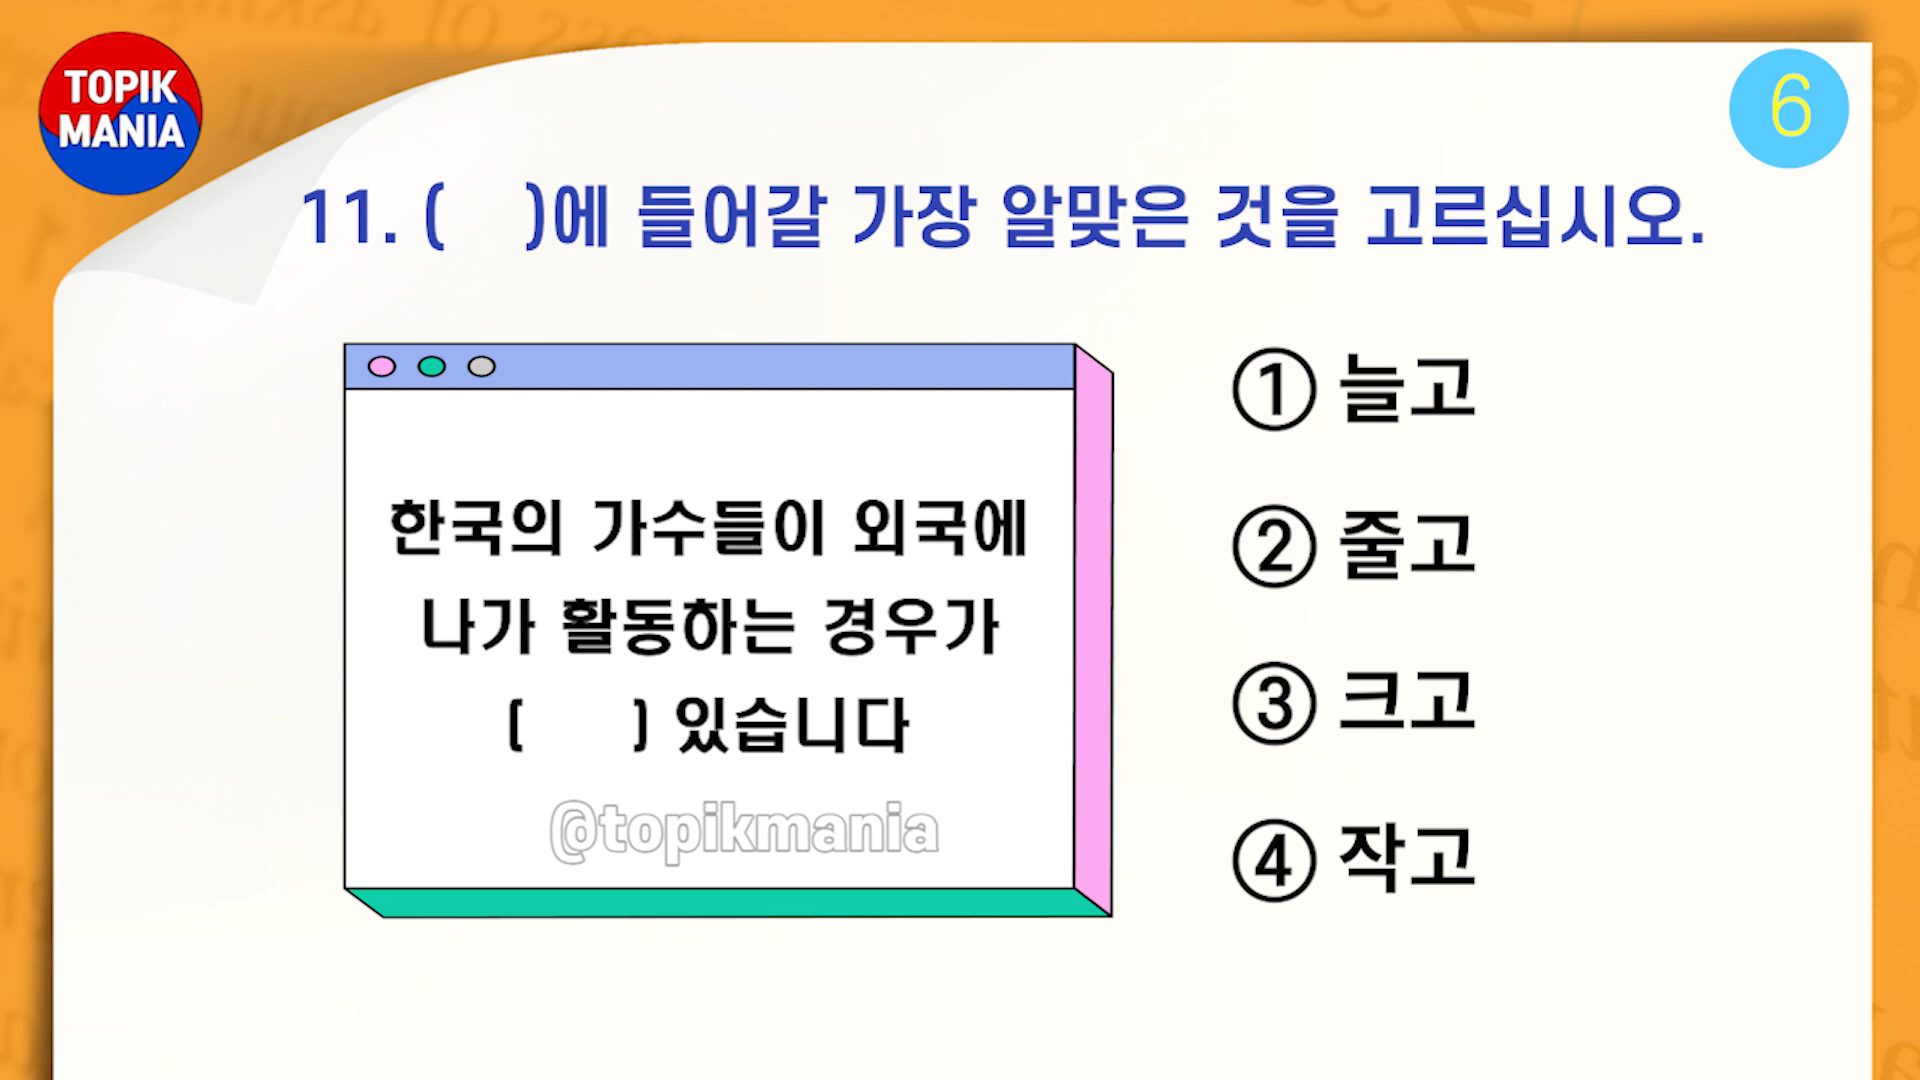 TOPIK
MANIA
6
11. (    )에 들어갈 가장 알맞은 것을 고르십시오.
한국의 가수들이 외국에
나가 활동하는 경우가
(    ) 있습니다
@topikmania
① 늘고
② 줄고
③ 크고
④ 작고